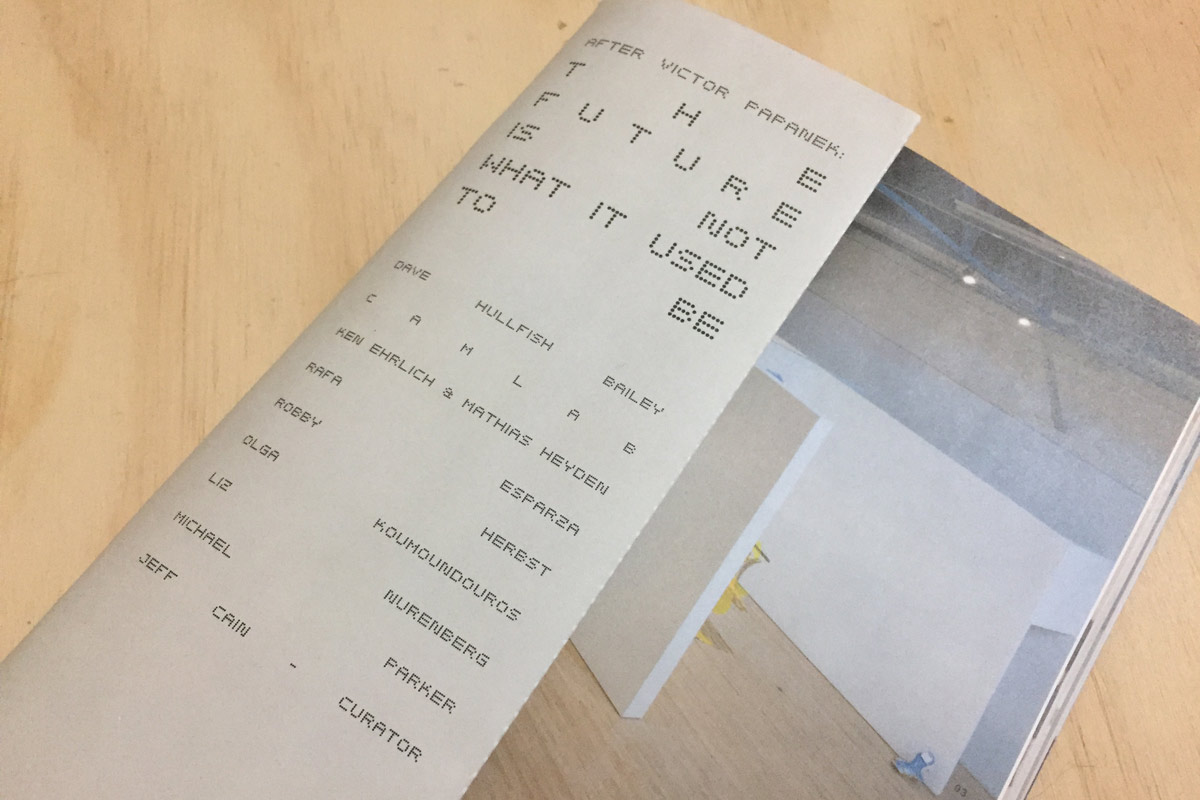 AFTER VICTOR PAPANEK:
T H E
F U T U R E
IS NOT
WHAT IT USED
TO BE
DAVE HULLFISH BAILEY
C A M L A B
KEN EHRLICH & MATHIAS HEYDEN
RAFA ESPARZA
ROBBY HERBST
OLGA KOUMOUNDOUROS
LIZ NURENBERG
MICHAEL PARKER
JEFF CAIN - CURATOR
03